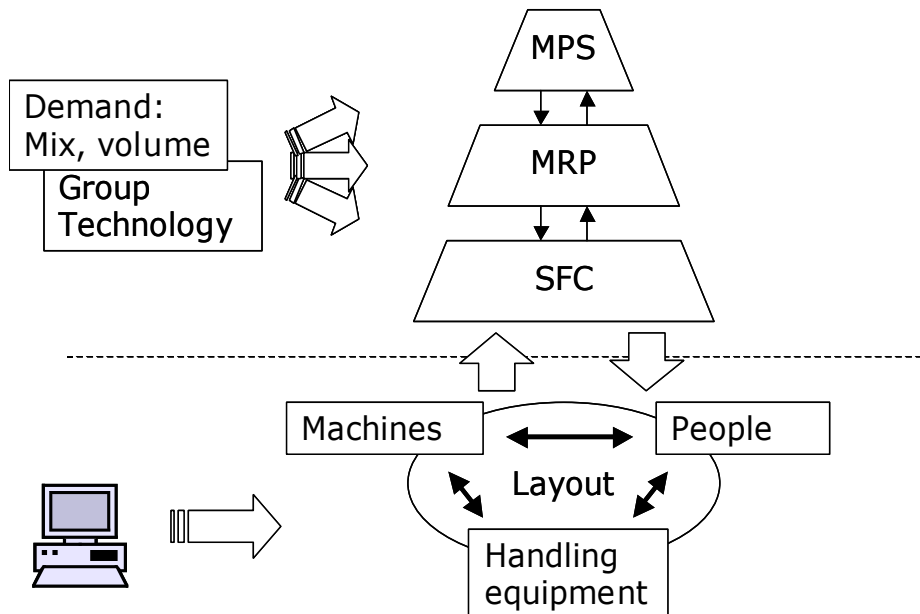 MPS
Demand:
Mix, volume
MRP
Group
Technology
SFC
Machines
People
Layout
Handling
equipment